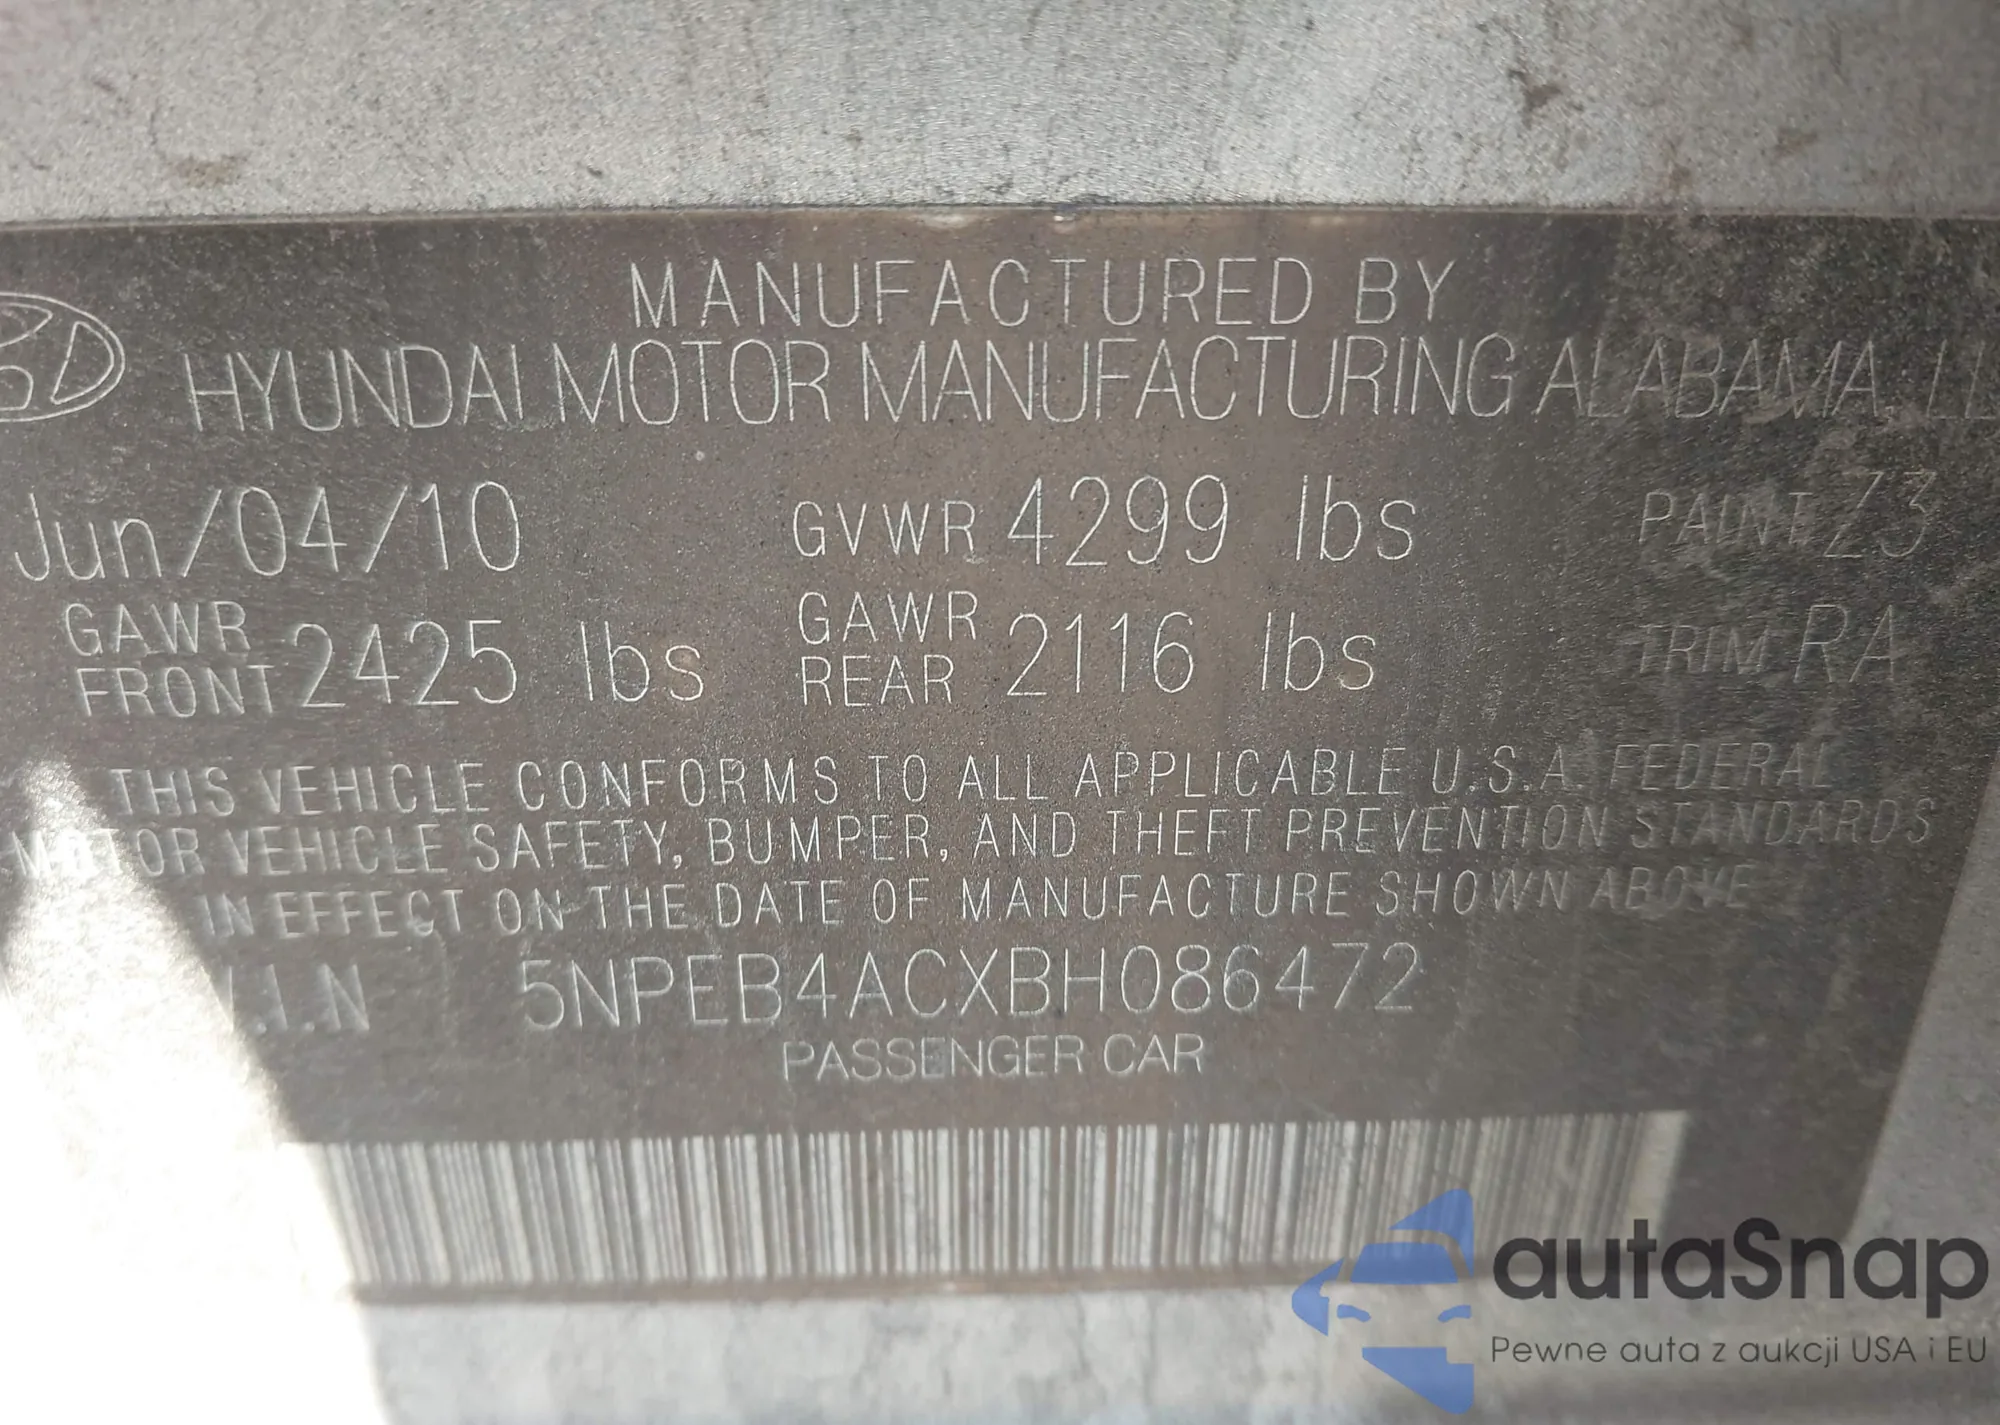 MANUFACTURED BY
HYUNDAI MOTOR MANUFACTURING ALABAMA, LL
Jun/04/10 GVWR 4299 lbs PAINT Z3
GAWR FRONT 2425 lbs GAWR REAR 2116 lbs TRIM RA
THIS VEHICLE CONFORMS TO ALL APPLICABLE U.S.A. FEDERAL
MOTOR VEHICLE SAFETY, BUMPER, AND THEFT PREVENTION STANDARDS
IN EFFECT ON THE DATE OF MANUFACTURE SHOWN ABOVE
V.I.N 5NPEB4ACXBH086472
PASSENGER CAR
autaSnap
Pewne auta z aukcji USA i EU